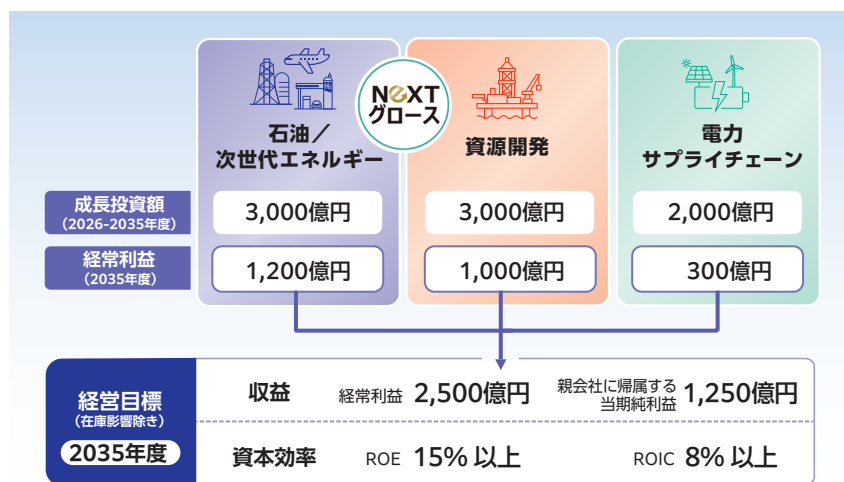 NEXT
グロース
石油／
次世代エネルギー
資源開発
電力
サプライチェーン
成長投資額
（2026-2035年度）
3,000億円
3,000億円
2,000億円
経常利益
（2035年度）
1,200億円
1,000億円
300億円
経営目標
（在庫影響除き）
2035年度
収益
経常利益 2,500億円
親会社に帰属する
当期純利益 1,250億円
資本効率
ROE 15% 以上
ROIC 8% 以上